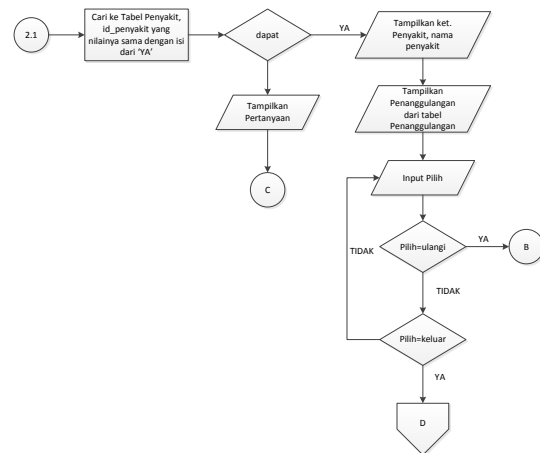 2.1
Cari ke Tabel Penyakit,
id_penyakit yang
nilainya sama dengan isi
dari ‘YA’
dapat
YA
Tampilkan ket.
Penyakit, nama
penyakit
Tampilkan
Pertanyaan
Tampilkan
Penanggulangan
dari tabel
Penanggulangan
C
Input Pilih
Pilih=ulangi
YA
B
TIDAK
TIDAK
Pilih=keluar
YA
D